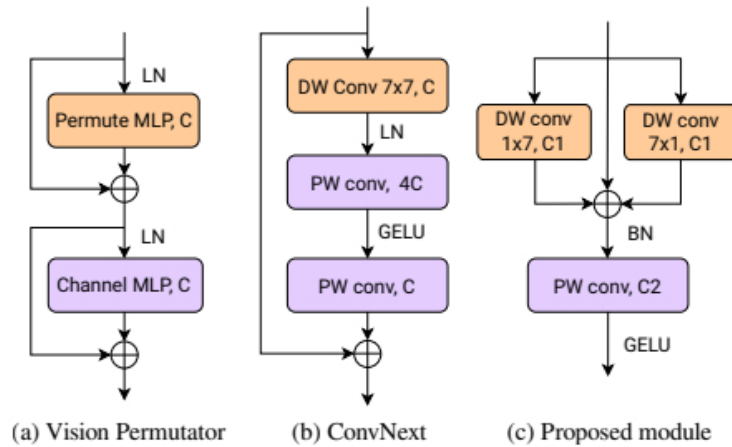 LN
Permute MLP, C
LN
Channel MLP, C
(a) Vision Permutator
DW Conv 7x7, C
LN
PW conv, 4C
GELU
PW conv, C
(b) ConvNext
DW conv
1x7, C1
DW conv
7x1, C1
BN
PW conv, C2
GELU
(c) Proposed module